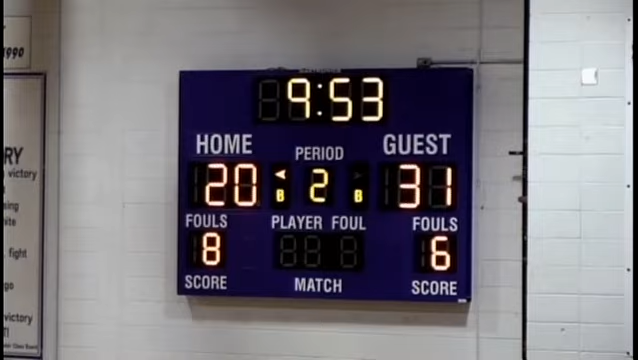 1990
9:53
HOME
GUEST
PERIOD
20
B
2
B
31
RY
victory
FOULS
PLAYER FOUL
FOULS
8
6
fight
SCORE
MATCH
SCORE
victory